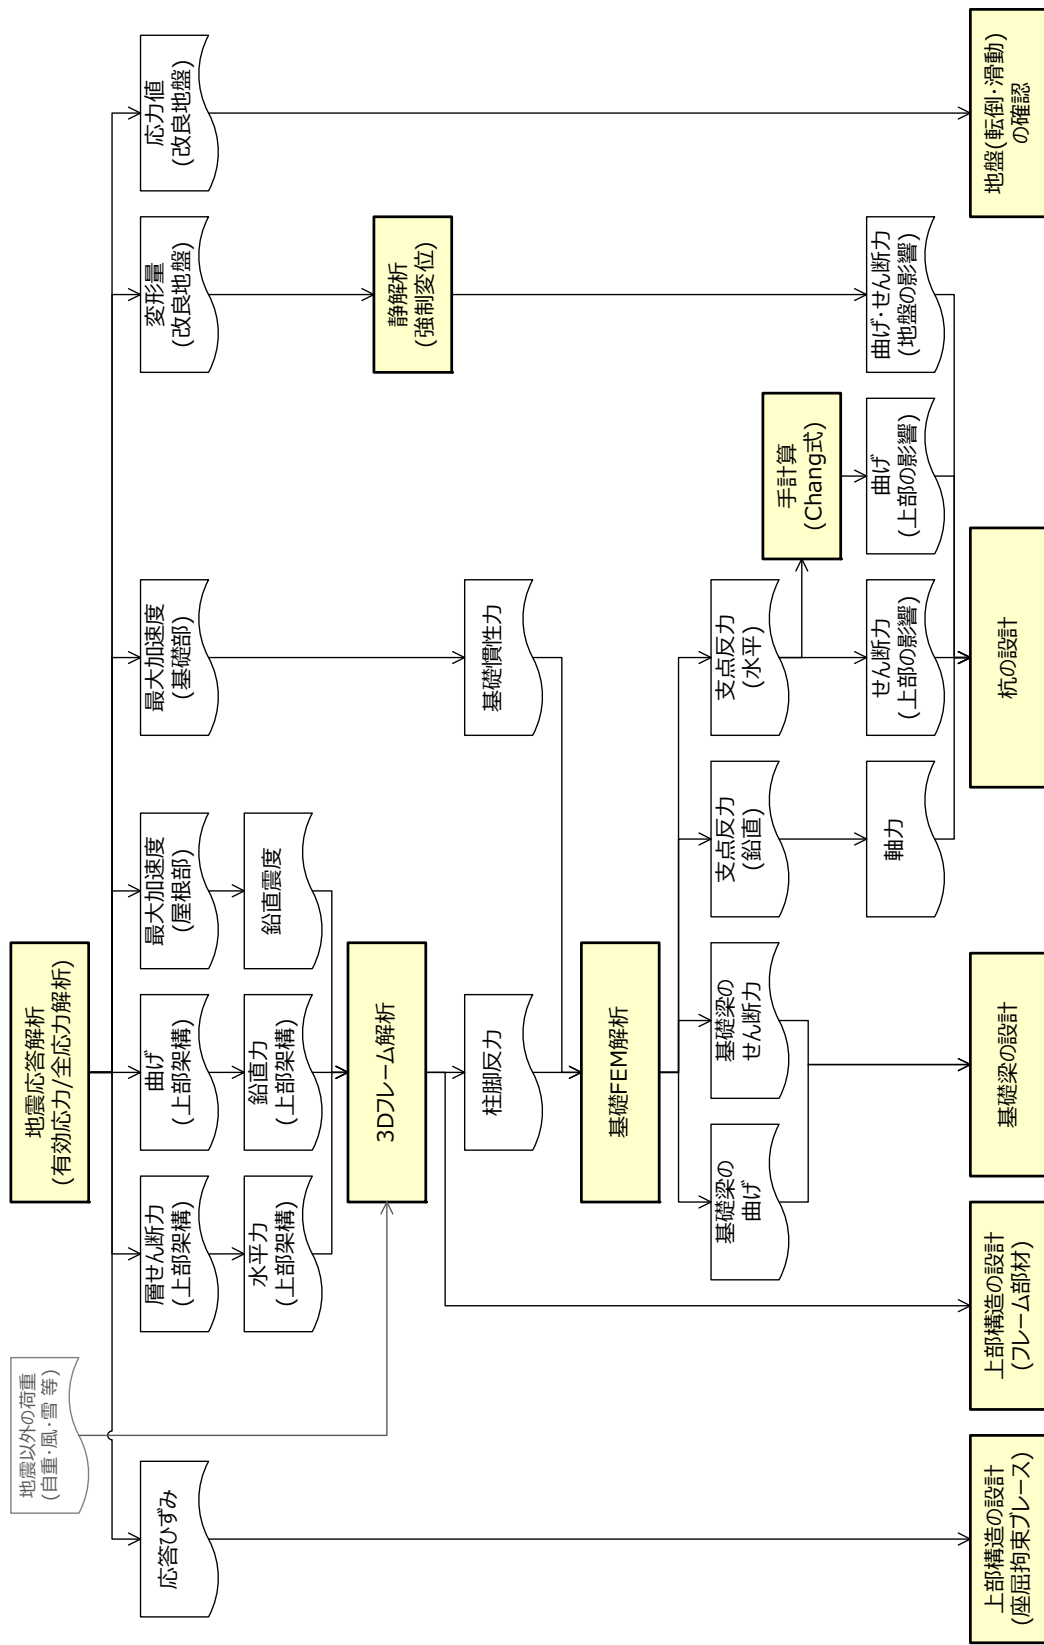 地震以外の荷重
(自重・風・雪 等)
地震応答解析
(有効応力/全応力解析)
応答ひずみ
層せん断力
(上部架構)
曲げ
(上部架構)
最大加速度
(屋根部)
最大加速度
(基礎部)
変形量
(改良地盤)
応力値
(改良地盤)
水平力
(上部架構)
鉛直力
(上部架構)
鉛直震度
3Dフレーム解析
静解析
(強制変位)
柱脚反力
基礎慣性力
基礎FEM解析
基礎梁の
曲げ
基礎梁の
せん断力
支点反力
(鉛直)
支点反力
(水平)
手計算
(Chang式)
軸力
せん断力
(上部の影響)
曲げ
(上部の影響)
曲げ・せん断力
(地盤の影響)
上部構造の設計
(座屈拘束ブレース)
上部構造の設計
(フレーム部材)
基礎梁の設計
杭の設計
地盤(転倒・滑動)
の確認